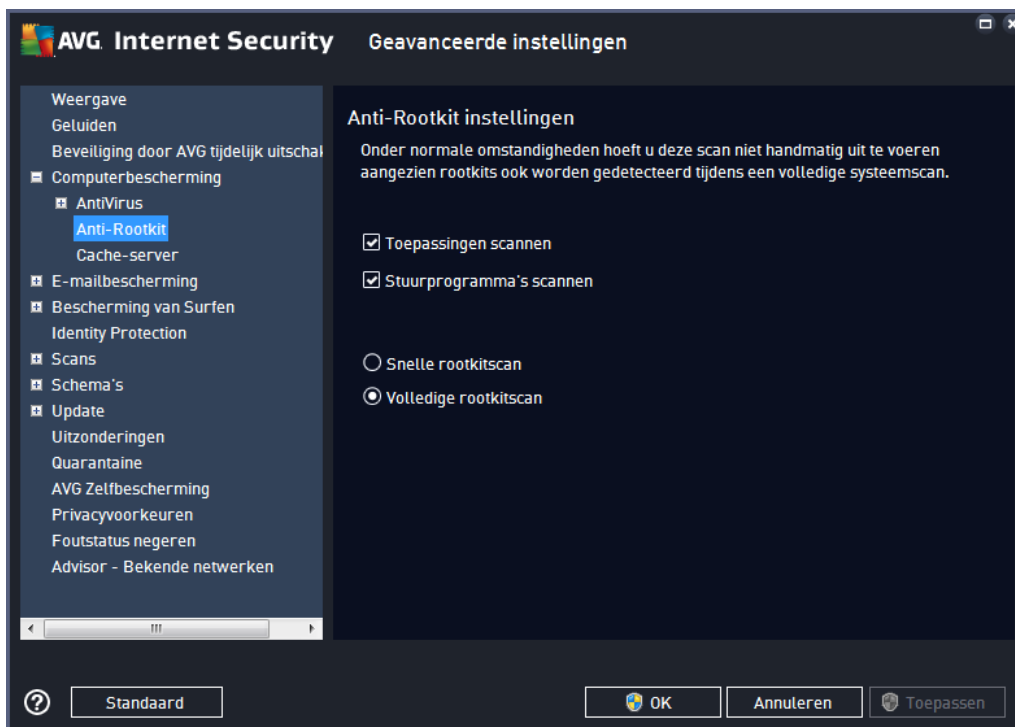 AVG. Internet Security
Geavanceerde instellingen
Weergave
Geluiden
Beveiliging door AVG tijdelijk uitschak
Computerbescherming
AntiVirus
Anti-Rootkit
Cache-server
E-mailbescherming
Bescherming van Surfen
Identity Protection
Scans
Schema's
Update
Uitzonderingen
Quarantaine
AVG Zelfbescherming
Privacyvoorkeuren
Foutstatus negeren
Advisor - Bekende netwerken
Anti-Rootkit instellingen
Onder normale omstandigheden hoeft u deze scan niet handmatig uit te voeren
aangezien rootkits ook worden gedetecteerd tijdens een volledige systeemscan.
Toepassingen scannen
Stuurprogramma's scannen
Snelle rootkitscan
Volledige rootkitscan
Standaard
OK
Annuleren
Toepassen